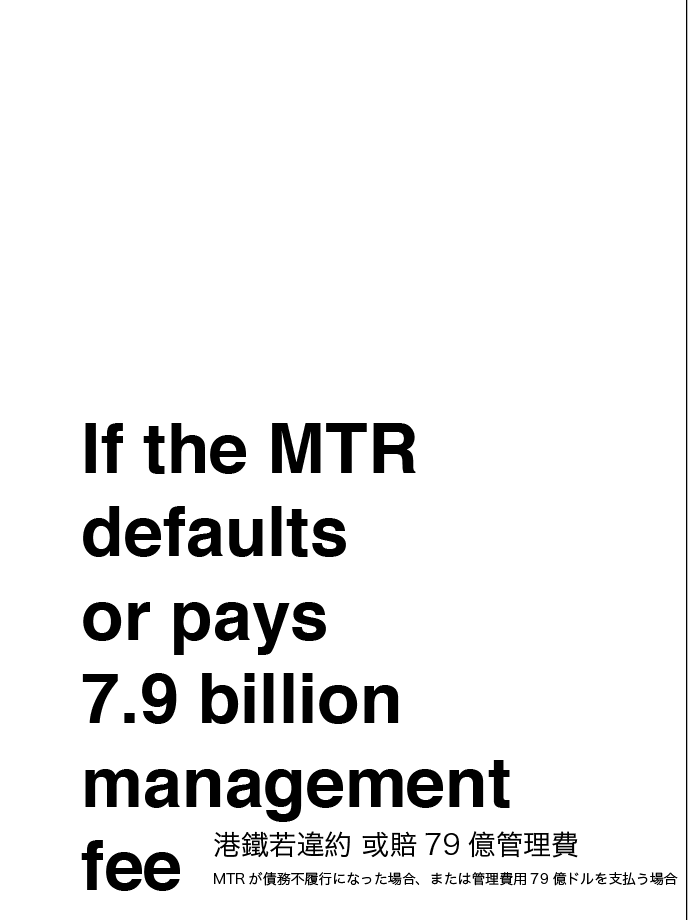 If the MTR
defaults
or pays
7.9 billion
management
fee
港鐵若違約 或賠 79 億管理費
MTR が債務不履行になった場合、または管理費用 79 億ドルを支払う場合